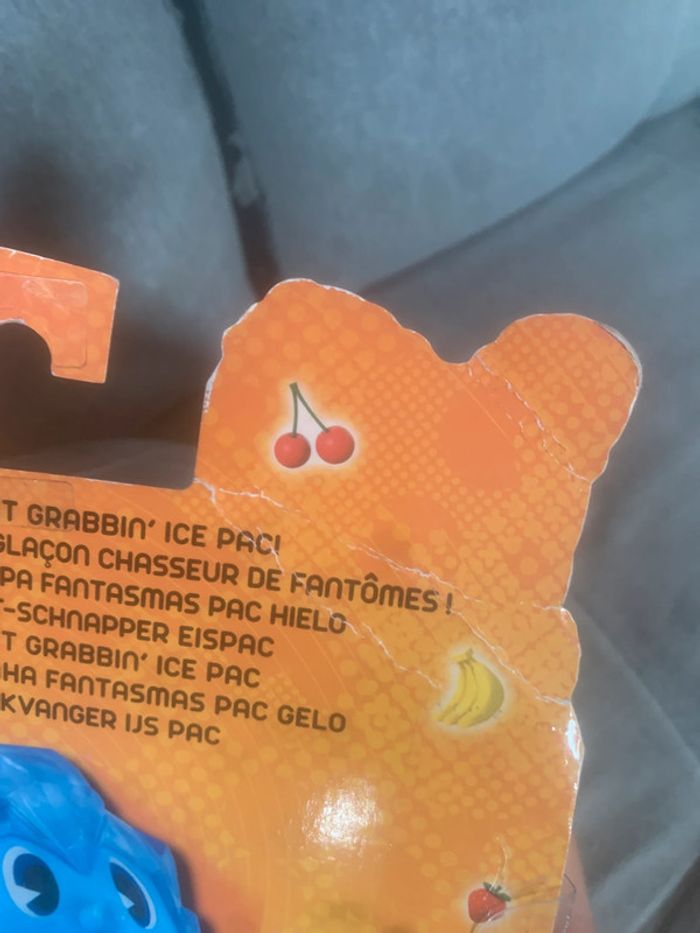 T GRABBIN' ICE PAC!
GLAÇON CHASSEUR DE FANTÔMES !
PA FANTASMAS PAC HIELO
T-SCHNAPPER EISPAC
T GRABBIN' ICE PAC
HA FANTASMAS PAC GELO
KVANGER IJS PAC